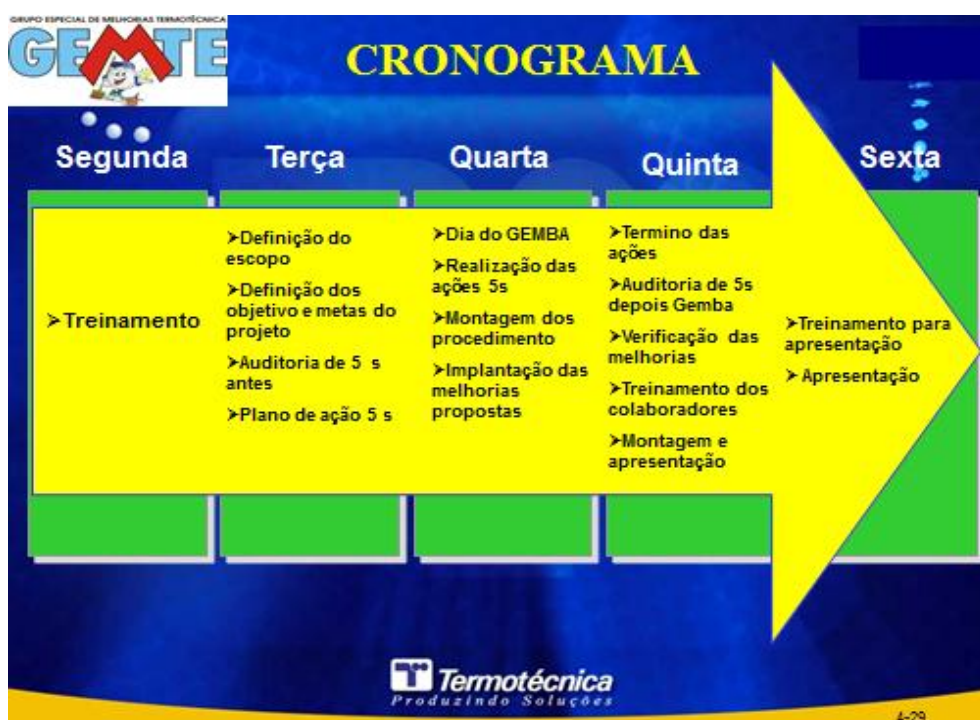 GRUPO ESPECIAL DE MELHORIAS TERMOTÉCNICA
GEMTE
CRONOGRAMA
Segunda
➢Treinamento
Terça
➢Definição do
escopo
➢Definição dos
objetivo e metas do
projeto
➢Auditoria de 5 s
antes
➢Plano de ação 5 s
Quarta
➢Dia do GEMBA
➢Realização das
ações 5s
➢Montagem dos
procedimento
➢Implantação das
melhorias
propostas
Quinta
➢Termino das
ações
➢Auditoria de 5s
depois Gemba
➢Verificação das
melhorias
➢Treinamento dos
colaboradores
➢Montagem e
apresentação
Sexta
➢Treinamento para
apresentação
➢Apresentação
Termotécnica
Produzindo Soluções
4-29